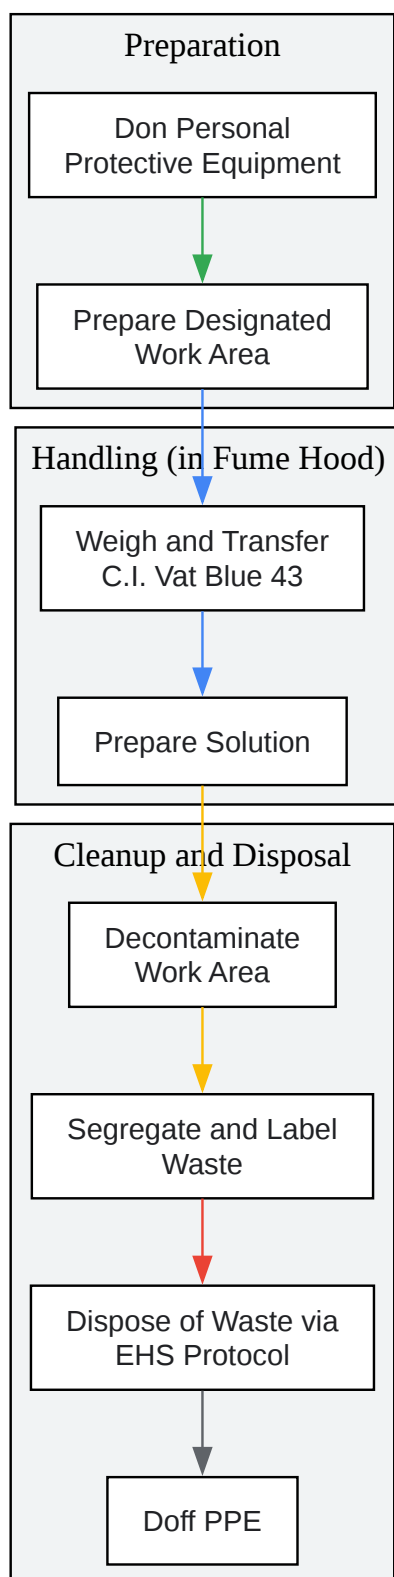 Preparation
Don Personal
Protective Equipment
Prepare Designated
Work Area
Handling (in Fume Hood)
Weigh and Transfer
C.I. Vat Blue 43
Prepare Solution
Cleanup and Disposal
Decontaminate
Work Area
Segregate and Label
Waste
Dispose of Waste via
EHS Protocol
Doff PPE